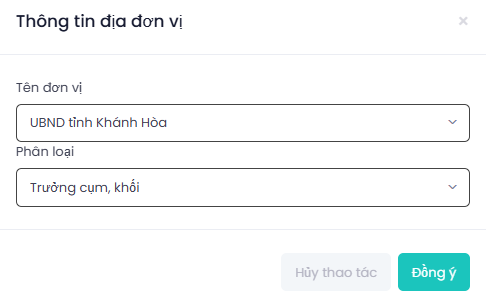 Thông tin địa đơn vị
×
Tên đơn vị
UBND tỉnh Khánh Hòa
Phân loại
Trưởng cụm, khối
Hủy thao tác
Đồng ý